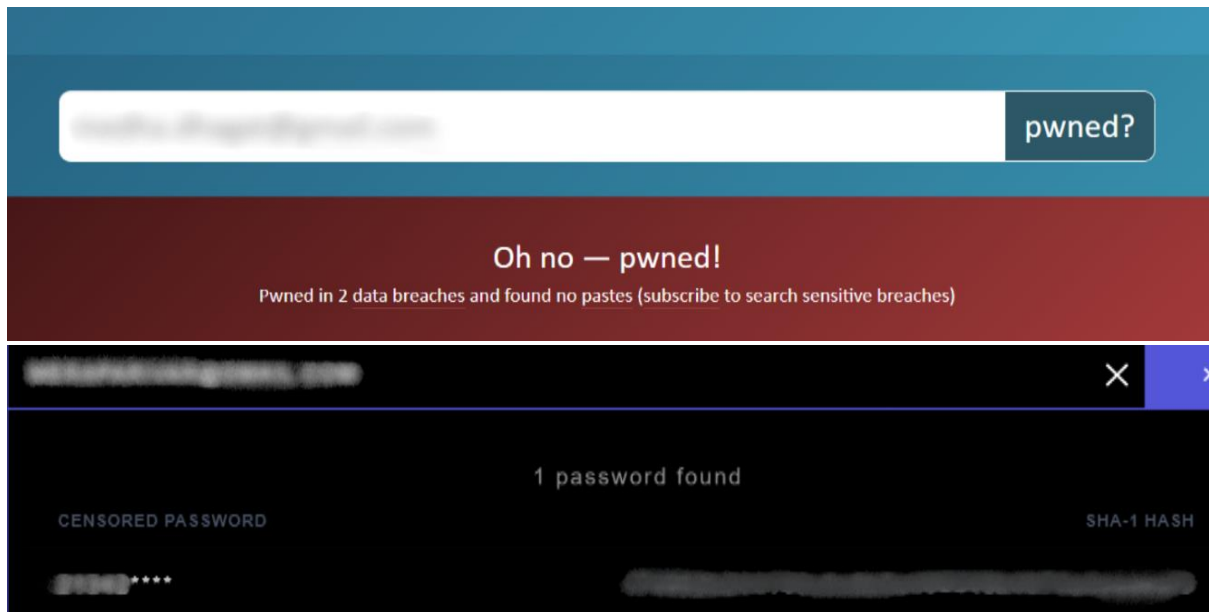 pwned?
Oh no — pwned!
Pwned in 2 data breaches and found no pastes (subscribe to search sensitive breaches)
1 password found
CENSORED PASSWORD SHA-1 HASH
****